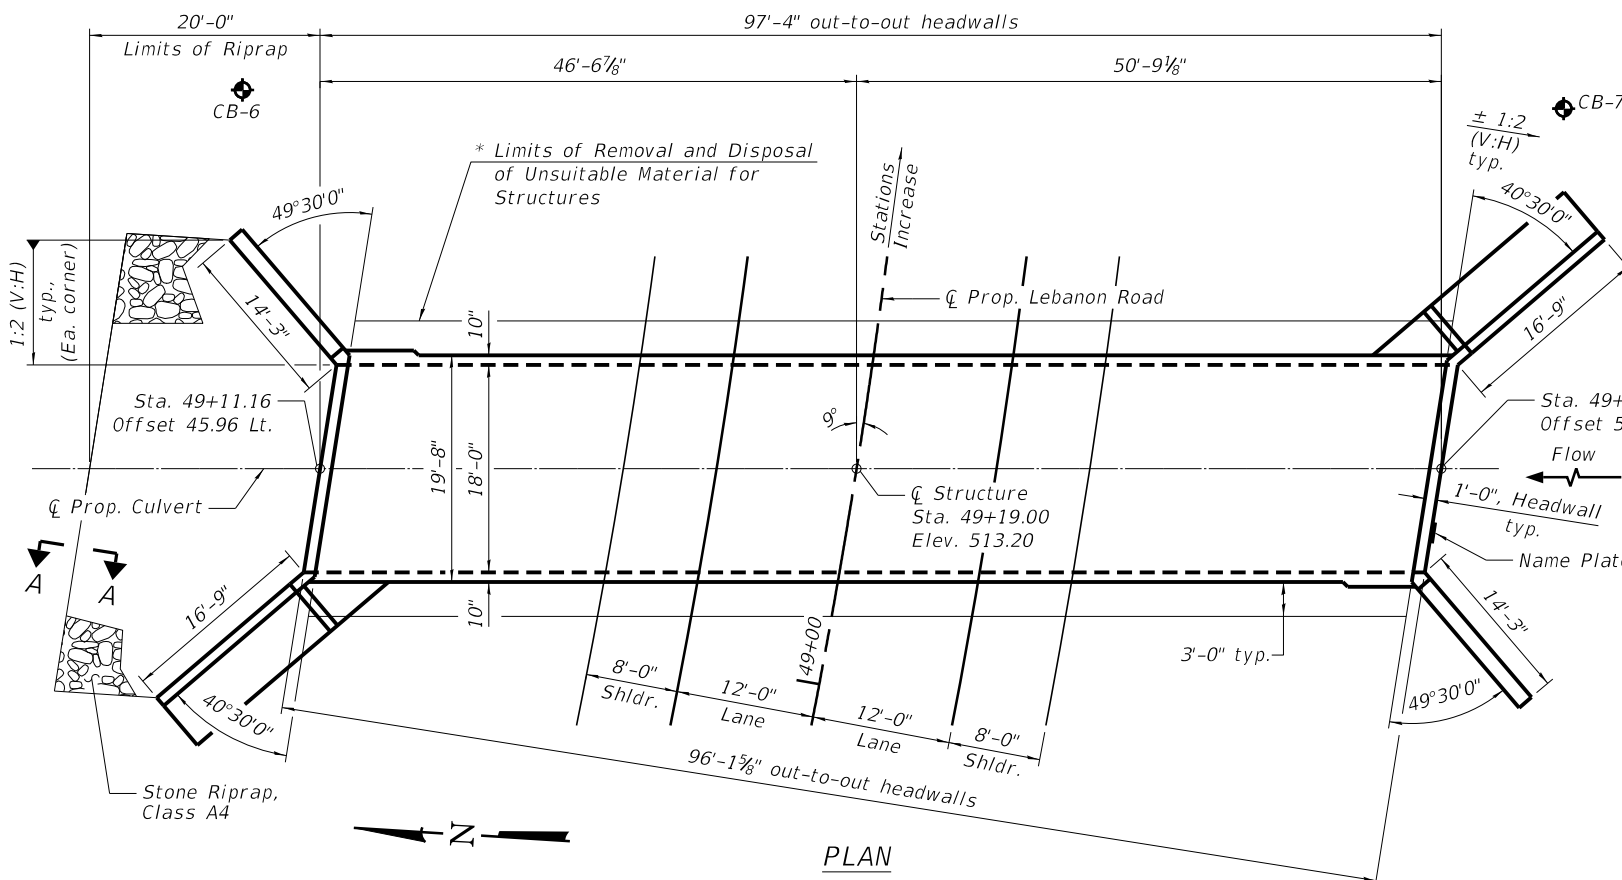 20'-0"
Limits of Riprap
97'-4" out-to-out headwalls
46'-6⅞"
50'-9⅛"
CB-6
CB-7
± 1:2
(V:H)
typ.
* Limits of Removal and Disposal
of Unsuitable Material for
Structures
Stations
Increase
49°30'0"
40°30'0"
1:2 (V:H)
typ.,
(Ea. corner)
14'-3"
10"
℄ Prop. Lebanon Road
16'-9"
Sta. 49+11.16
Offset 45.96 Lt.
9°
Sta. 49+
Offset 5
Flow
19'-8"
18'-0"
℄ Prop. Culvert
℄ Structure
Sta. 49+19.00
Elev. 513.20
1'-0", Headwall
typ.
Name Plat
A
A
16'-9"
10"
49+00
3'-0" typ.
14'-3"
8'-0"
Shldr.
12'-0"
Lane
12'-0"
Lane
8'-0"
Shldr.
40°30'0"
49°30'0"
96'-1⅝" out-to-out headwalls
Stone Riprap,
Class A4
N
PLAN